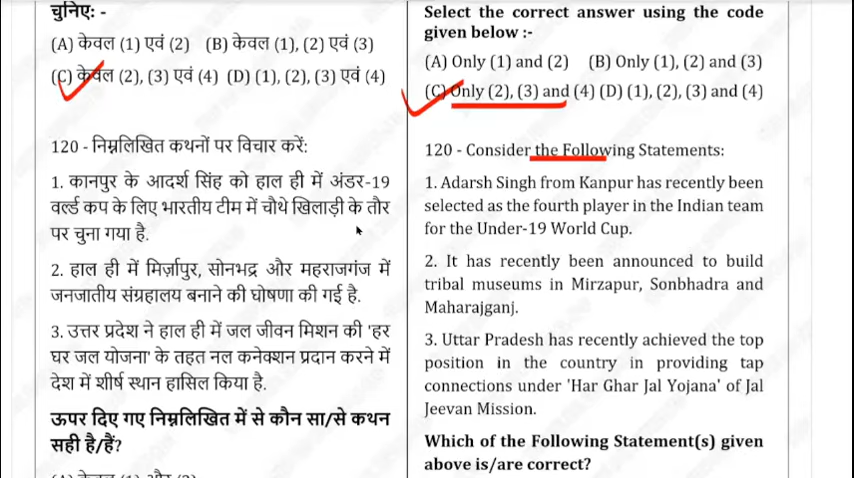 चुनिए: -
(A) केवल (1) एवं (2) (B) केवल (1), (2) एवं (3)
(C) केवल (2), (3) एवं (4) (D) (1), (2), (3) एवं (4)
120 - निम्नलिखित कथनों पर विचार करें:
1. कानपुर के आदर्श सिंह को हाल ही में अंडर-19
वर्ल्ड कप के लिए भारतीय टीम में चौथे खिलाड़ी के तौर
पर चुना गया है.
2. हाल ही में मिर्ज़ापुर, सोनभद्र और महराजगंज में
जनजातीय संग्रहालय बनाने की घोषणा की गई है.
3. उत्तर प्रदेश ने हाल ही में जल जीवन मिशन की 'हर
घर जल योजना' के तहत नल कनेक्शन प्रदान करने में
देश में शीर्ष स्थान हासिल किया है.
ऊपर दिए गए निम्नलिखित में से कौन सा/से कथन
सही है/हैं?
(A) केवल (1) और (2)
Select the correct answer using the code
given below :-
(A) Only (1) and (2) (B) Only (1), (2) and (3)
(C) Only (2), (3) and (4) (D) (1), (2), (3) and (4)
120 - Consider the Following Statements:
1. Adarsh Singh from Kanpur has recently been
selected as the fourth player in the Indian team
for the Under-19 World Cup.
2. It has recently been announced to build
tribal museums in Mirzapur, Sonbhadra and
Maharajganj.
3. Uttar Pradesh has recently achieved the top
position in the country in providing tap
connections under 'Har Ghar Jal Yojana' of Jal
Jeevan Mission.
Which of the Following Statement(s) given
above is/are correct?